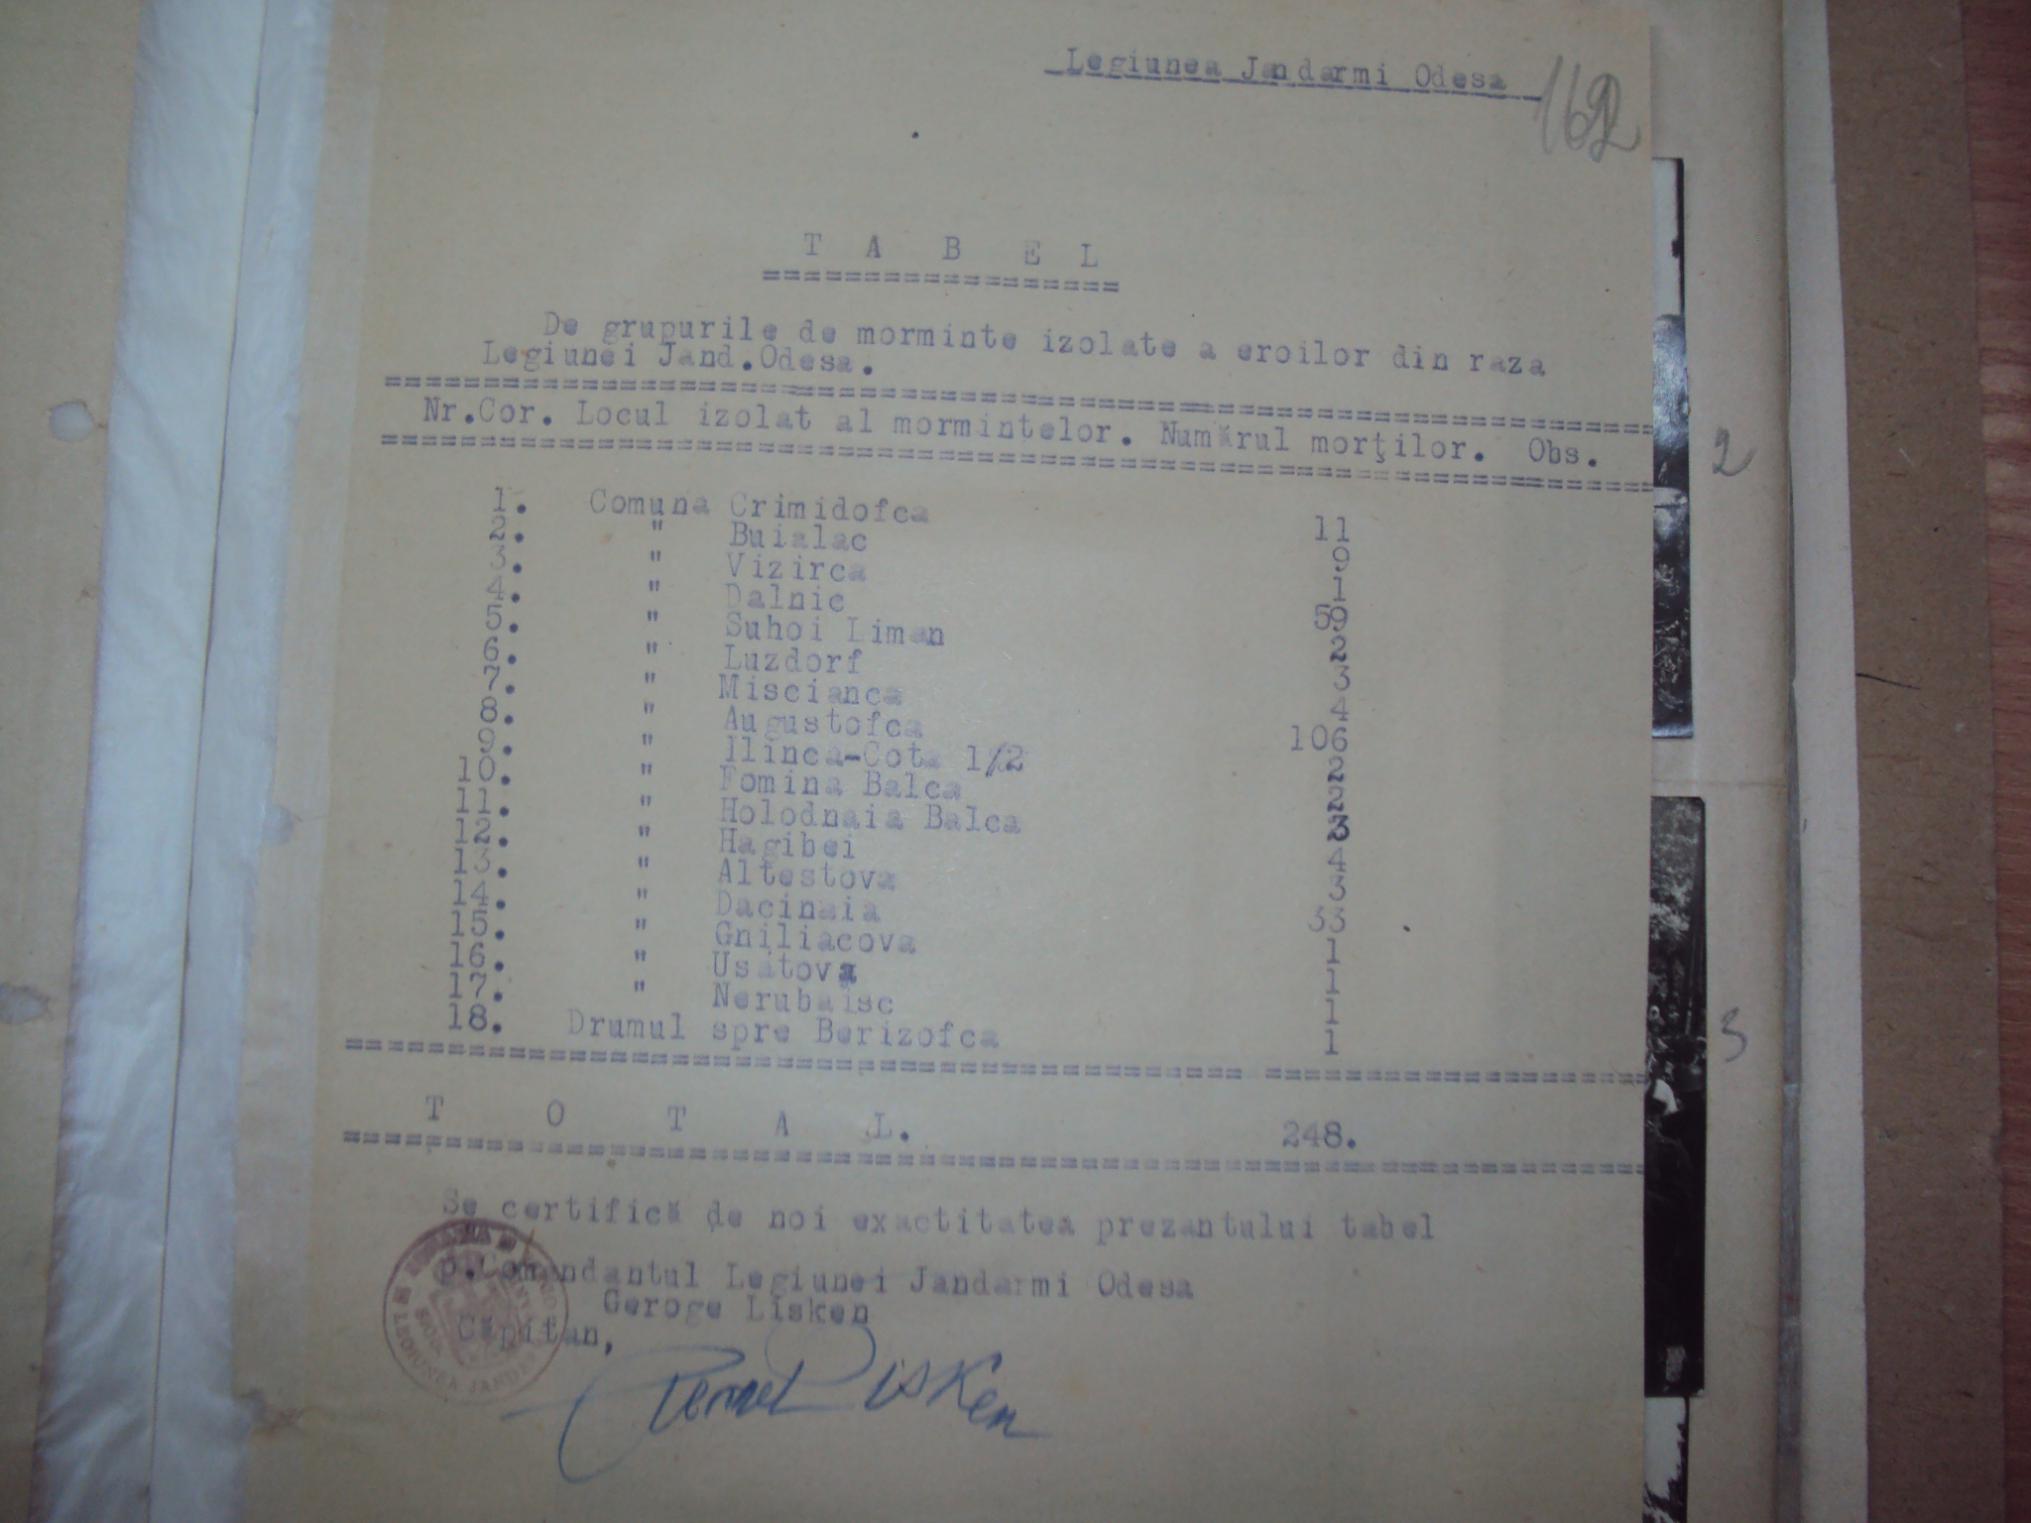 Legiunea Jandarmi Odesa
162
T A B E L
De grupurile de morminte izolate a eroilor din raza
Legiunei Jand.Odesa.
Nr.Cor. Locul izolat al mormintelor. Numărul morţilor. Obs.
1. Comuna Crimidofca 11
2. " Buialac 9
3. " Vizirca 1
4. " Dalnic 59
5. " Suhoi Liman 2
6. " Luzdorf 3
7. " Miscianca 4
8. " Augustofca 106
9. " Ilinca-Cota 1/2 2
10. " Fomina Balca 2
11. " Holodnaia Balca 3
12. " Hagibei 4
13. " Altestova 3
14. " Dacinaia 33
15. " Gniliacova 1
16. " Usatova 1
17. " Nerubaisc 1
18. Drumul spre Berizofca 1
T O T A L. 248.
Se certifică de noi exactitatea prezantului tabel
p.Comandantul Legiunei Jandarmi Odesa
Geroge Lisken
Căpitan,
Lisken
LEGIUNEA JAND
2
3